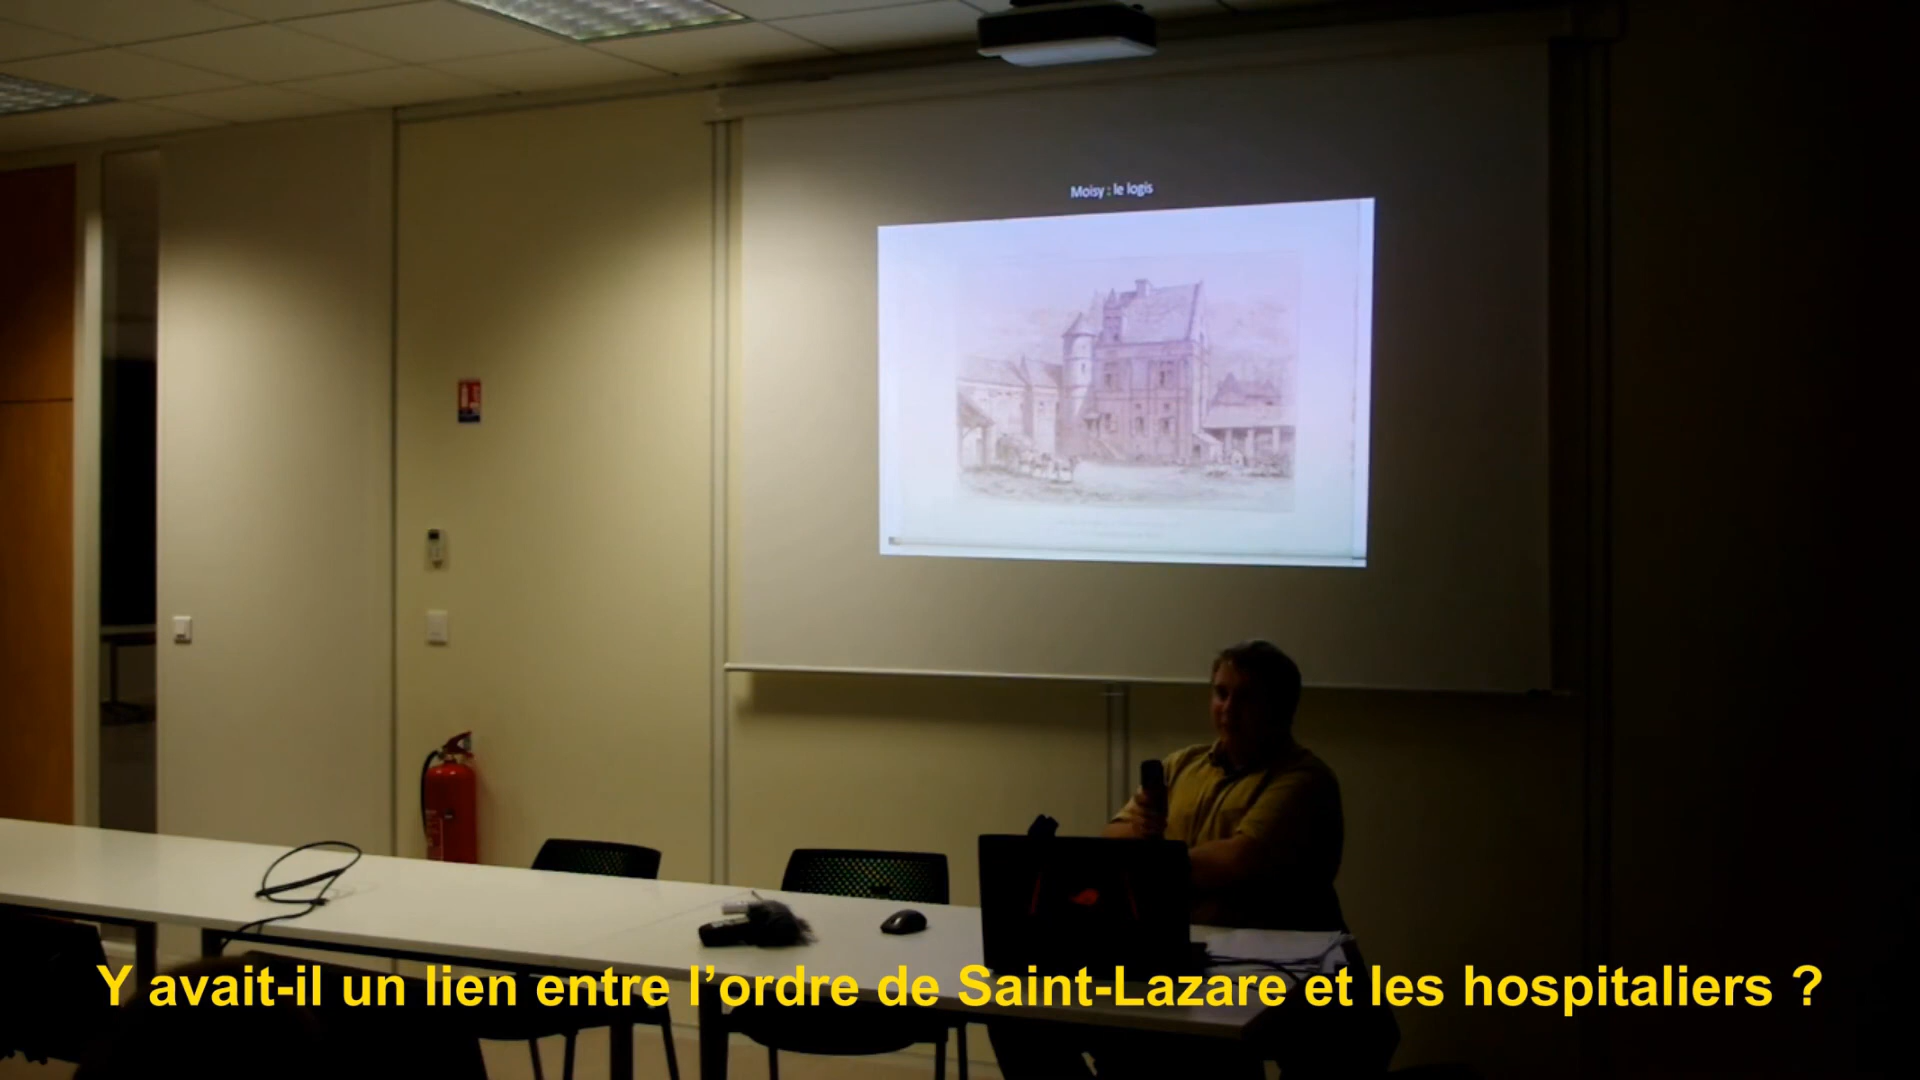 Moisy : le logis
Y avait-il un lien entre l’ordre de Saint-Lazare et les hospitaliers ?